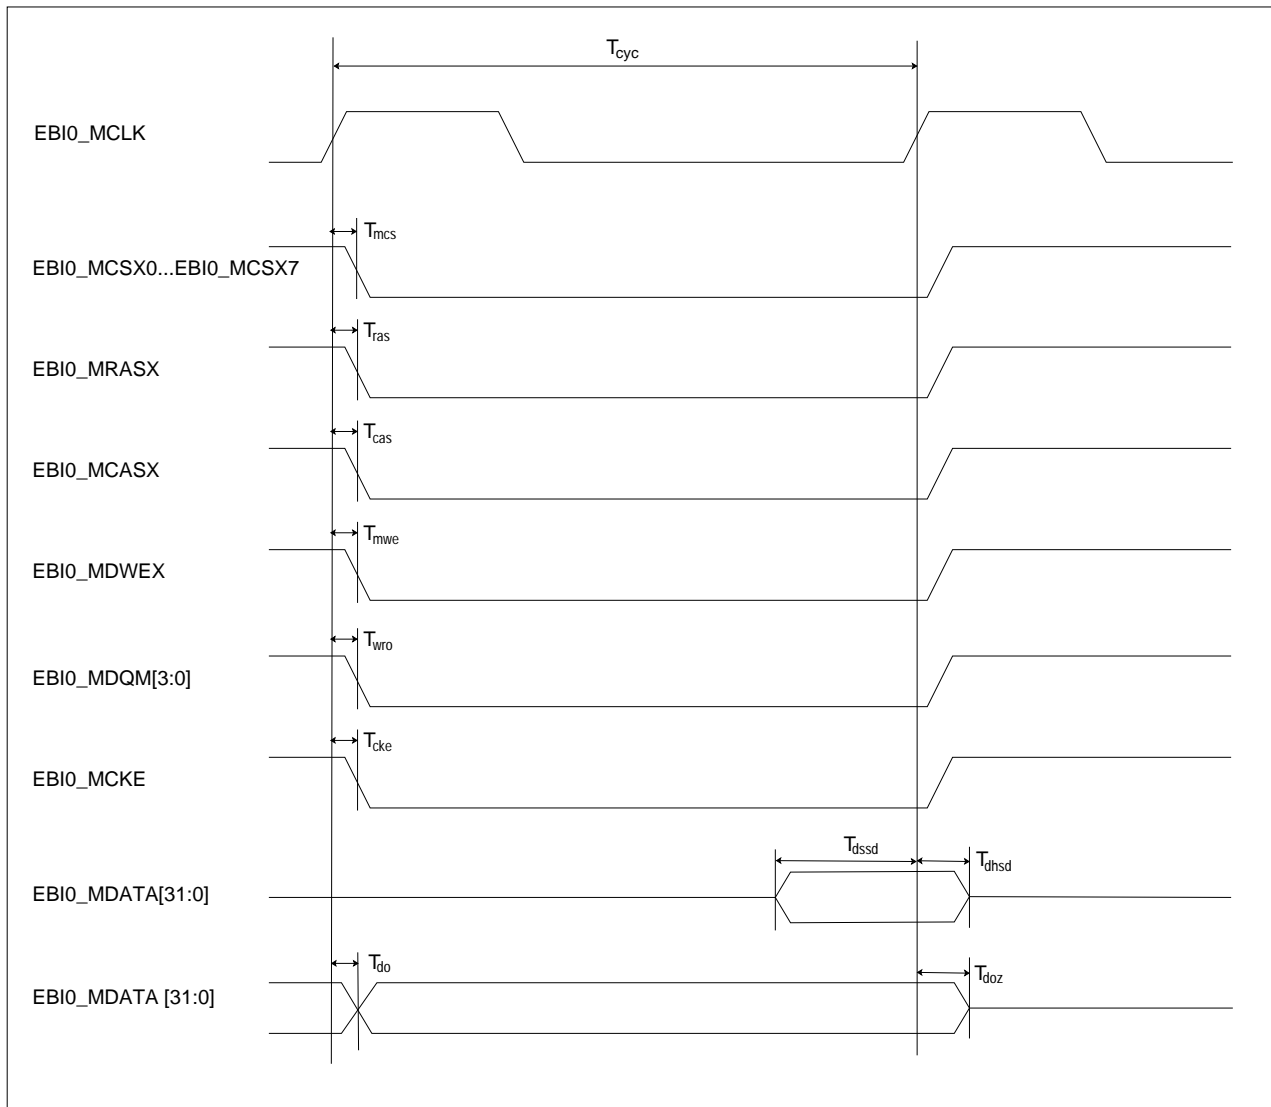 Tcyc
EBI0_MCLK
Tmcs
EBI0_MCSX0...EBI0_MCSX7
Tras
EBI0_MRASX
Tcas
EBI0_MCASX
Tmwe
EBI0_MDWEX
Twro
EBI0_MDQM[3:0]
Tcke
EBI0_MCKE
Tdssd
Tdhsd
EBI0_MDATA[31:0]
Tdo
Tdoz
EBI0_MDATA [31:0]